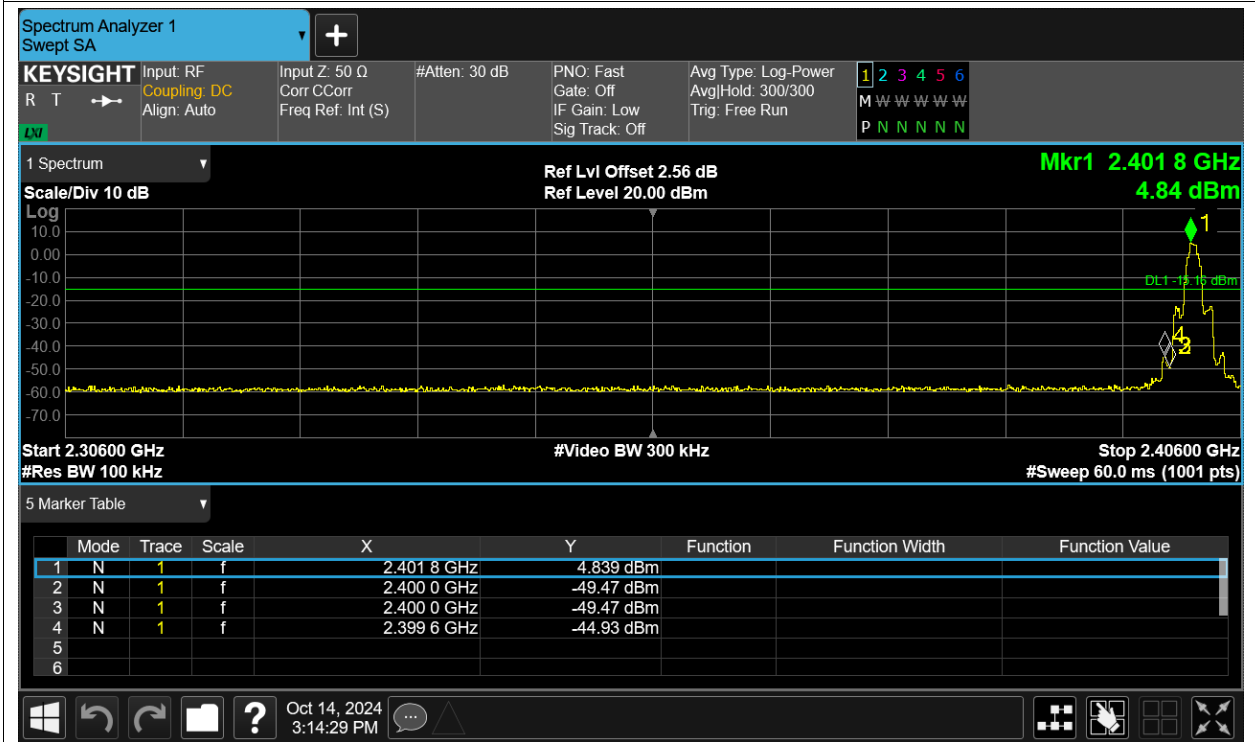 Spectrum Analyzer 1
Swept SA
+
KEYSIGHT Input: RF Input Z: 50 Ω #Atten: 30 dB PNO: Fast Avg Type: Log-Power 1 2 3 4 5 6
R T Coupling: DC Corr CCorr Gate: Off Avg|Hold: 300/300 M W W W W W
Align: Auto Freq Ref: Int (S) IF Gain: Low Trig: Free Run
LXI Sig Track: Off P N N N N N
1 Spectrum Ref Lvl Offset 2.56 dB Mkr1 2.401 8 GHz
Scale/Div 10 dB Ref Level 20.00 dBm 4.84 dBm
Log
1
10.0
0.00
-10.0
DL1 -15.16 dBm
-20.0
-30.0
4
-40.0
2
-50.0
-60.0
-70.0
Start 2.30600 GHz #Video BW 300 kHz Stop 2.40600 GHz
#Res BW 100 kHz #Sweep 60.0 ms (1001 pts)
5 Marker Table
Mode Trace Scale X Y Function Function Width Function Value
1 N 1 f 2.401 8 GHz 4.839 dBm
2 N 1 f 2.400 0 GHz -49.47 dBm
3 N 1 f 2.400 0 GHz -49.47 dBm
4 N 1 f 2.399 6 GHz -44.93 dBm
5
6
? Oct 14, 2024
3:14:29 PM